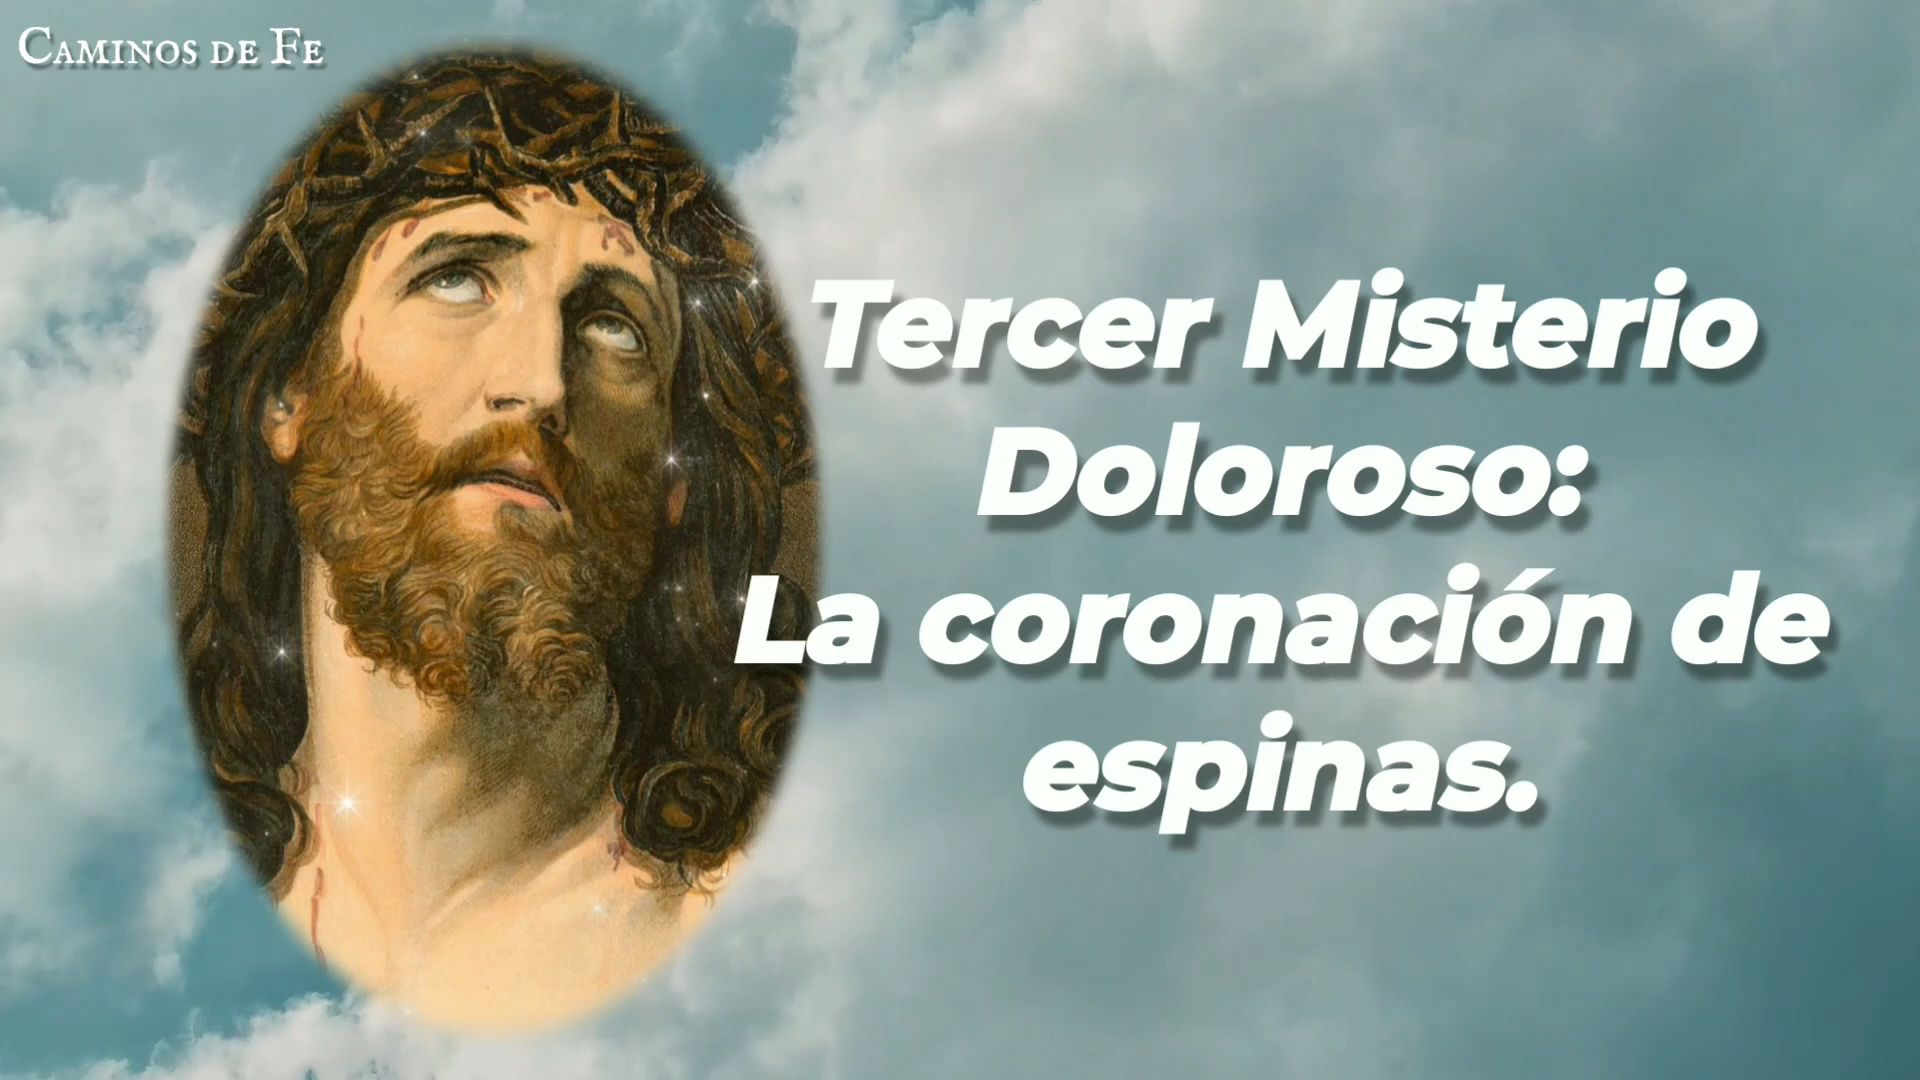 Caminos de Fe
Tercer Misterio
Doloroso:
La coronación de
espinas.